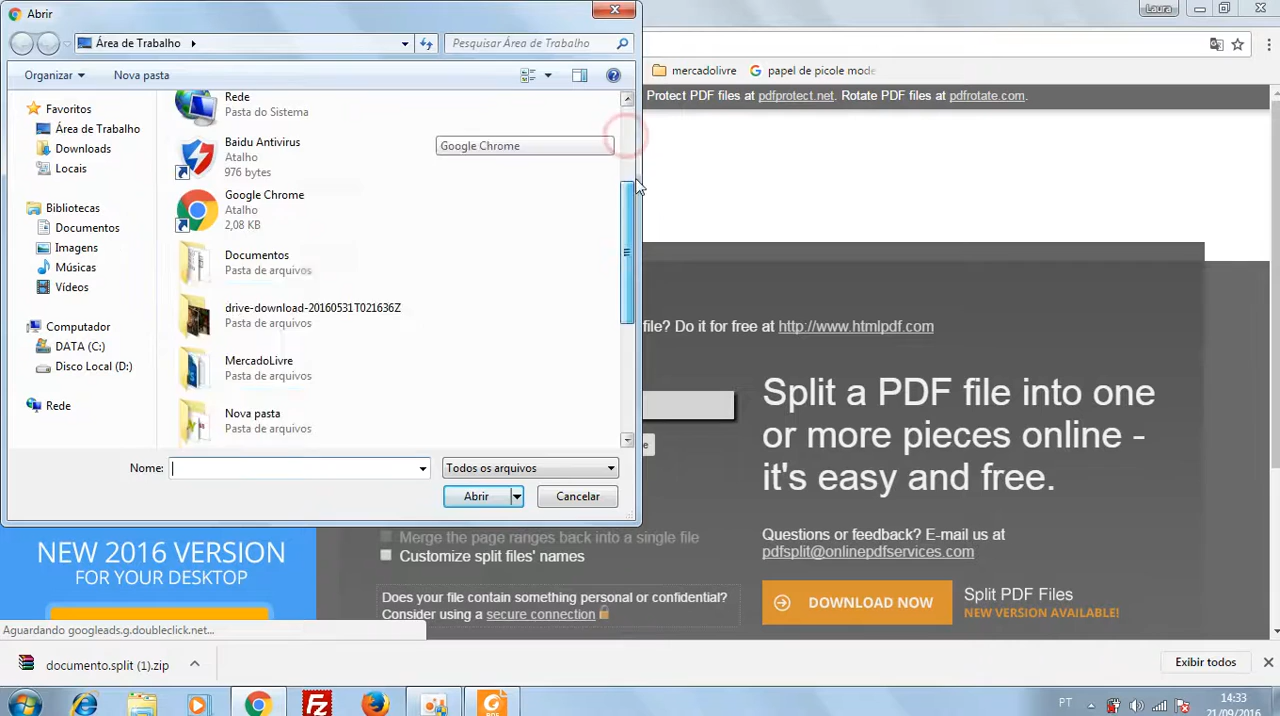 Abrir
Laura
Área de Trabalho
Pesquisar Área de Trabalho
mercadolivre
papel de picole mode
Organizar
Nova pasta
Protect PDF files at pdfprotect.net. Rotate PDF files at pdfrotate.com.
Favoritos
Área de Trabalho
Downloads
Locais
Bibliotecas
Documentos
Imagens
Músicas
Vídeos
Computador
DATA (C:)
Disco Local (D:)
Rede
Rede
Pasta do Sistema
Baidu Antivirus
Atalho
976 bytes
Google Chrome
Google Chrome
Atalho
2,08 KB
Documentos
Pasta de arquivos
drive-download-20160531T021636Z
Pasta de arquivos
MercadoLivre
Pasta de arquivos
Nova pasta
Pasta de arquivos
Nome:
Todos os arquivos
Abrir
Cancelar
file? Do it for free at http://www.htmlpdf.com
Split a PDF file into one
or more pieces online -
it's easy and free.
Questions or feedback? E-mail us at
pdfsplit@onlinepdfservices.com
NEW 2016 VERSION
FOR YOUR DESKTOP
Merge the page ranges back into a single file
Customize split files' names
Does your file contain something personal or confidential?
Consider using a secure connection
DOWNLOAD NOW
Split PDF Files
NEW VERSION AVAILABLE!
Aguardando googleads.g.doubleclick.net...
documento.split (1).zip
Exibir todos
PT
14:33
21/09/2016